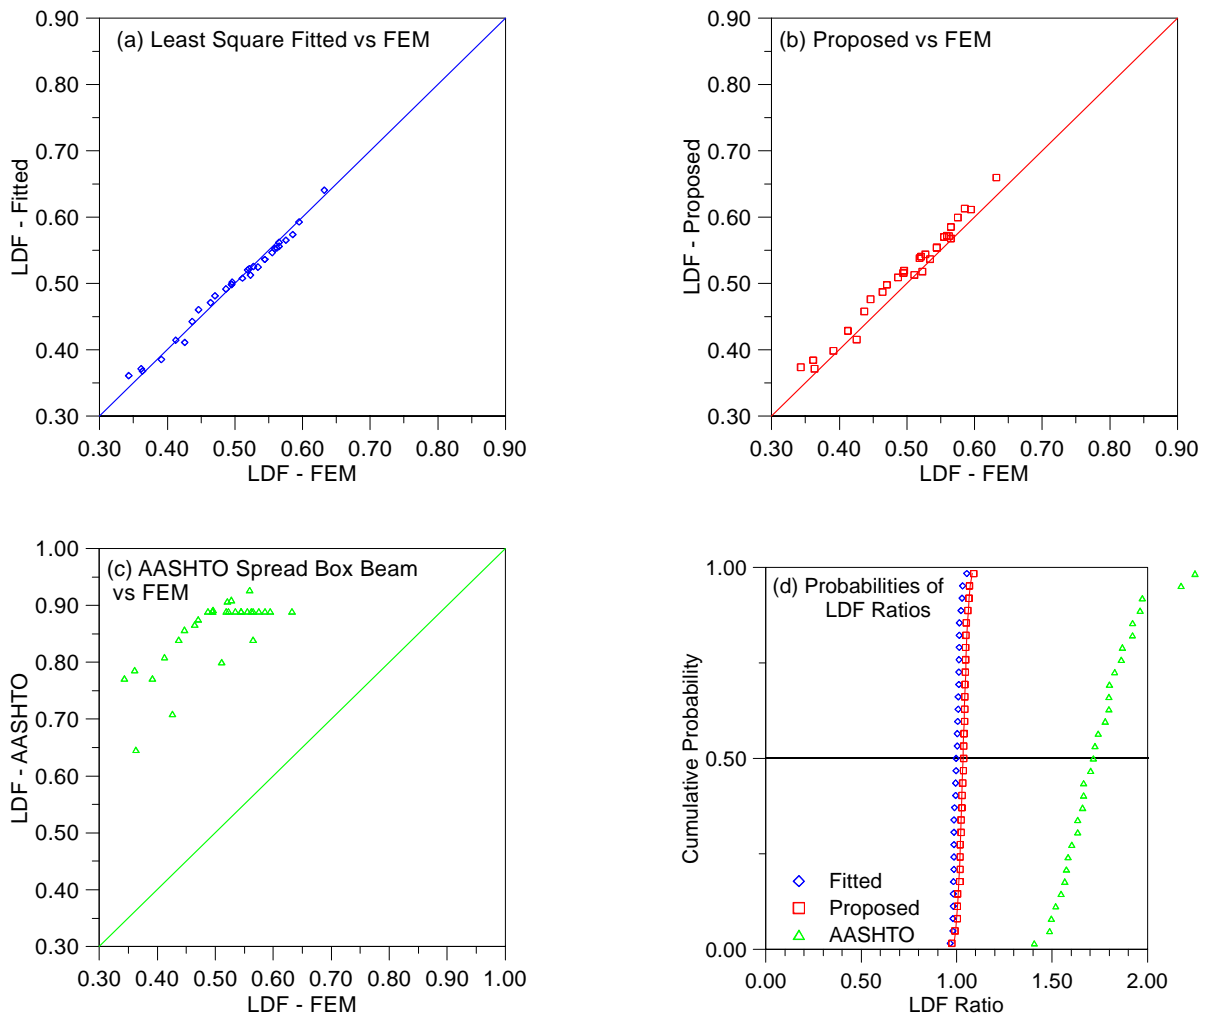 0.90
0.80
0.70
0.60
0.50
0.40
0.30
LDF - Fitted
(a) Least Square Fitted vs FEM
0.30 0.40 0.50 0.60 0.70 0.80 0.90
LDF - FEM
0.90
0.80
0.70
0.60
0.50
0.40
0.30
LDF - Proposed
(b) Proposed vs FEM
0.30 0.40 0.50 0.60 0.70 0.80 0.90
LDF - FEM
1.00
0.90
0.80
0.70
0.60
0.50
0.40
0.30
LDF - AASHTO
(c) AASHTO Spread Box Beam
vs FEM
0.30 0.40 0.50 0.60 0.70 0.80 0.90 1.00
LDF - FEM
1.00
0.50
0.00
Cumulative Probability
(d) Probabilities of
LDF Ratios
Fitted
Proposed
AASHTO
0.00 0.50 1.00 1.50 2.00
LDF Ratio